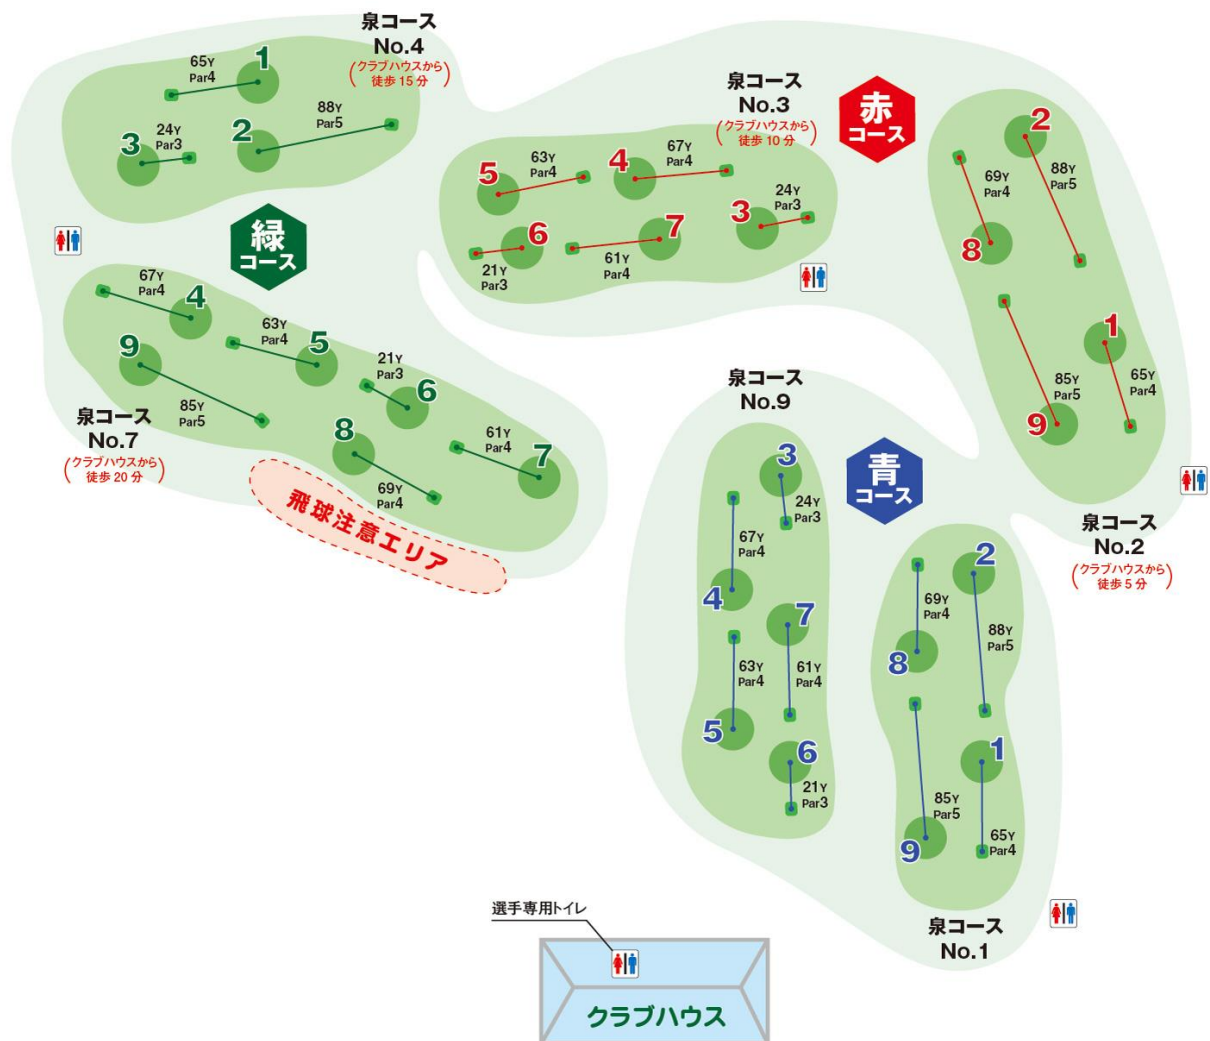 泉コース
No.4
(クラブハウスから
徒歩15分)
1
65Y
Par4
2
88Y
Par5
3
24Y
Par3
緑
コース
4
67Y
Par4
5
63Y
Par4
6
21Y
Par3
7
61Y
Par4
8
69Y
Par4
9
85Y
Par5
泉コース
No.7
(クラブハウスから
徒歩20分)
飛球注意エリア
泉コース
No.3
(クラブハウスから
徒歩10分)
赤
コース
5
63Y
Par4
4
67Y
Par4
3
24Y
Par3
6
21Y
Par3
7
61Y
Par4
2
88Y
Par5
8
69Y
Par4
1
65Y
Par4
9
85Y
Par5
泉コース
No.2
(クラブハウスから
徒歩5分)
泉コース
No.9
青
コース
3
24Y
Par3
4
67Y
Par4
7
61Y
Par4
5
63Y
Par4
6
21Y
Par3
2
88Y
Par5
8
69Y
Par4
1
65Y
Par4
9
85Y
Par5
泉コース
No.1
選手専用トイレ
クラブハウス